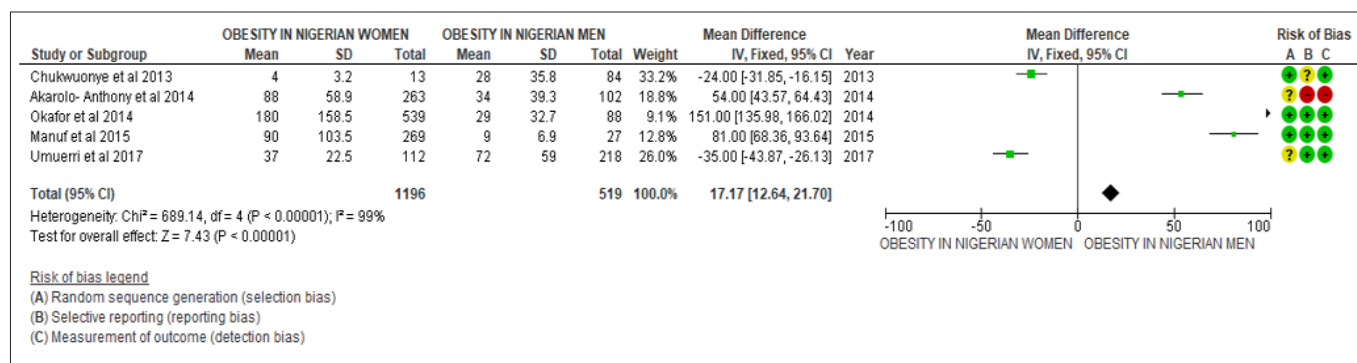 OBESITY IN NIGERIAN WOMEN OBESITY IN NIGERIAN MEN Mean Difference Mean Difference Risk of Bias
Study or Subgroup Mean SD Total Mean SD Total Weight IV, Fixed, 95% CI Year IV, Fixed, 95% CI A B C
Chukwuonye et al 2013 4 3.2 13 28 35.8 84 33.2% -24.00 [-31.85, -16.15] 2013 + ? +
Akarolo- Anthony et al 2014 88 58.9 263 34 39.3 102 18.8% 54.00 [43.57, 64.43] 2014 ? - -
Okafor et al 2014 180 158.5 539 29 32.7 88 9.1% 151.00 [135.98, 166.02] 2014 + + +
Manuf et al 2015 90 103.5 269 9 6.9 27 12.8% 81.00 [68.36, 93.64] 2015 + + +
Umuerri et al 2017 37 22.5 112 72 59 218 26.0% -35.00 [-43.87, -26.13] 2017 ? + +
Total (95% CI) 1196 519 100.0% 17.17 [12.64, 21.70]
Heterogeneity: Chi² = 689.14, df = 4 (P < 0.00001); I² = 99%
Test for overall effect: Z = 7.43 (P < 0.00001)
-100 -50 0 50 100
OBESITY IN NIGERIAN WOMEN OBESITY IN NIGERIAN MEN
Risk of bias legend
(A) Random sequence generation (selection bias)
(B) Selective reporting (reporting bias)
(C) Measurement of outcome (detection bias)